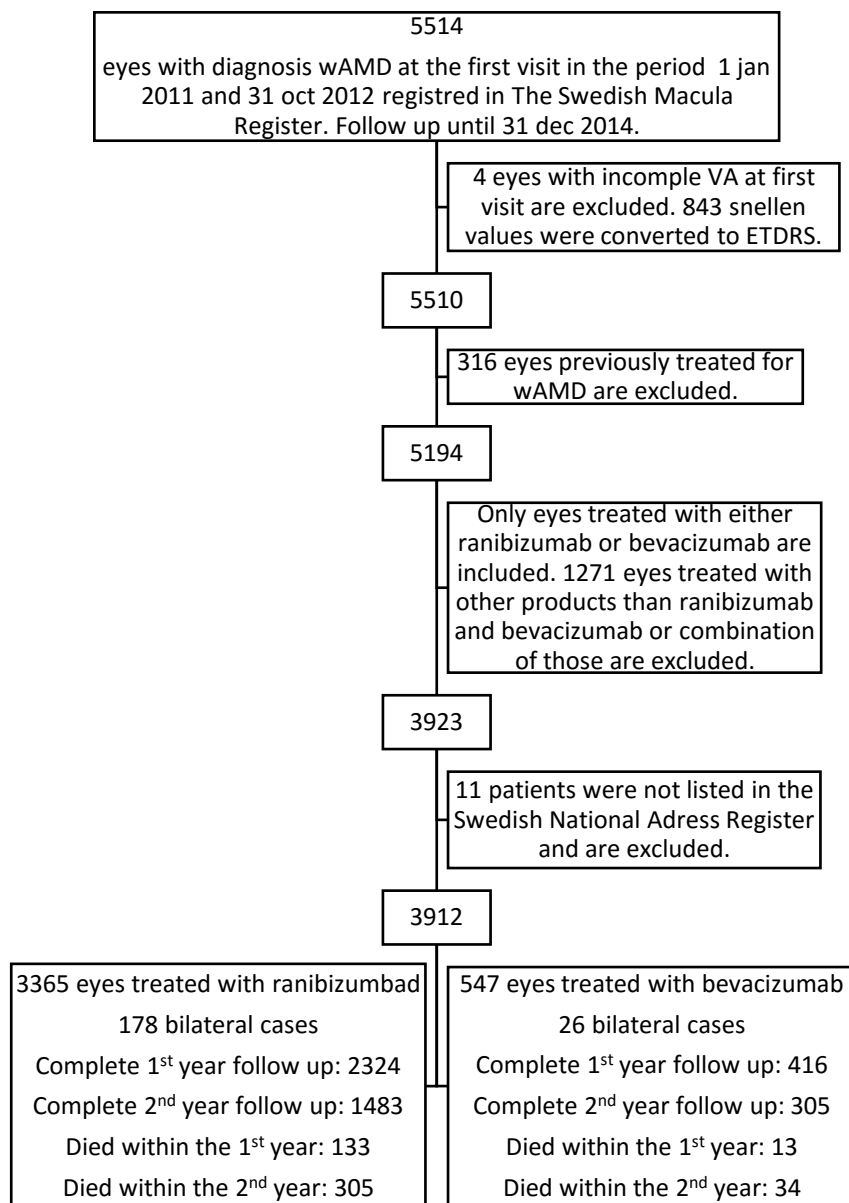 5514
eyes with diagnosis wAMD at the first visit in the period 1 jan
2011 and 31 oct 2012 registred in The Swedish Macula
Register. Follow up until 31 dec 2014.
4 eyes with incomple VA at first
visit are excluded. 843 snellen
values were converted to ETDRS.
5510
316 eyes previously treated for
wAMD are excluded.
5194
Only eyes treated with either
ranibizumab or bevacizumab are
included. 1271 eyes treated with
other products than ranibizumab
and bevacizumab or combination
of those are excluded.
3923
11 patients were not listed in the
Swedish National Adress Register
and are excluded.
3912
3365 eyes treated with ranibizumbad
178 bilateral cases
Complete 1st year follow up: 2324
Complete 2nd year follow up: 1483
Died within the 1st year: 133
Died within the 2nd year: 305
547 eyes treated with bevacizumab
26 bilateral cases
Complete 1st year follow up: 416
Complete 2nd year follow up: 305
Died within the 1st year: 13
Died within the 2nd year: 34